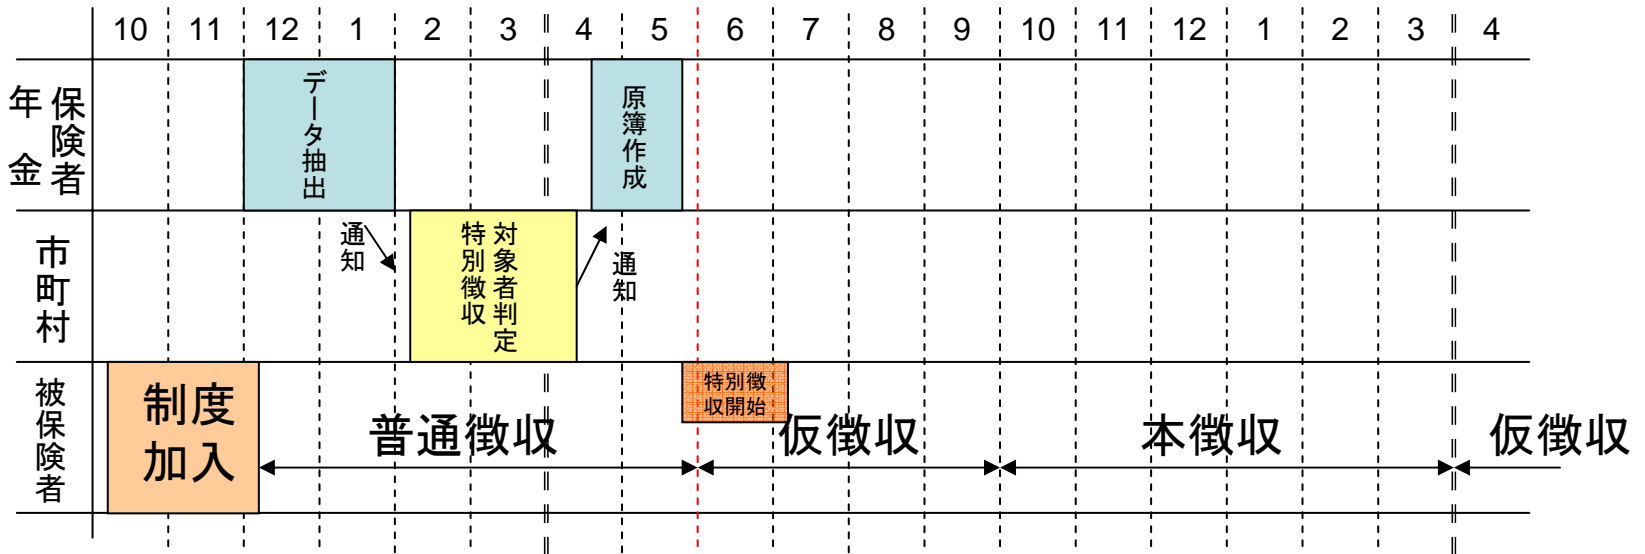 10 11 12 1 2 3 4 5 6 7 8 9 10 11 12 1 2 3 4
年金
保険者
データ抽出
原簿作成
市町村
通知
特別徴収
対象者判定
通知
被保険者
制度
加入
普通徴収
特別徴
収開始
仮徴収
本徴収
仮徴収